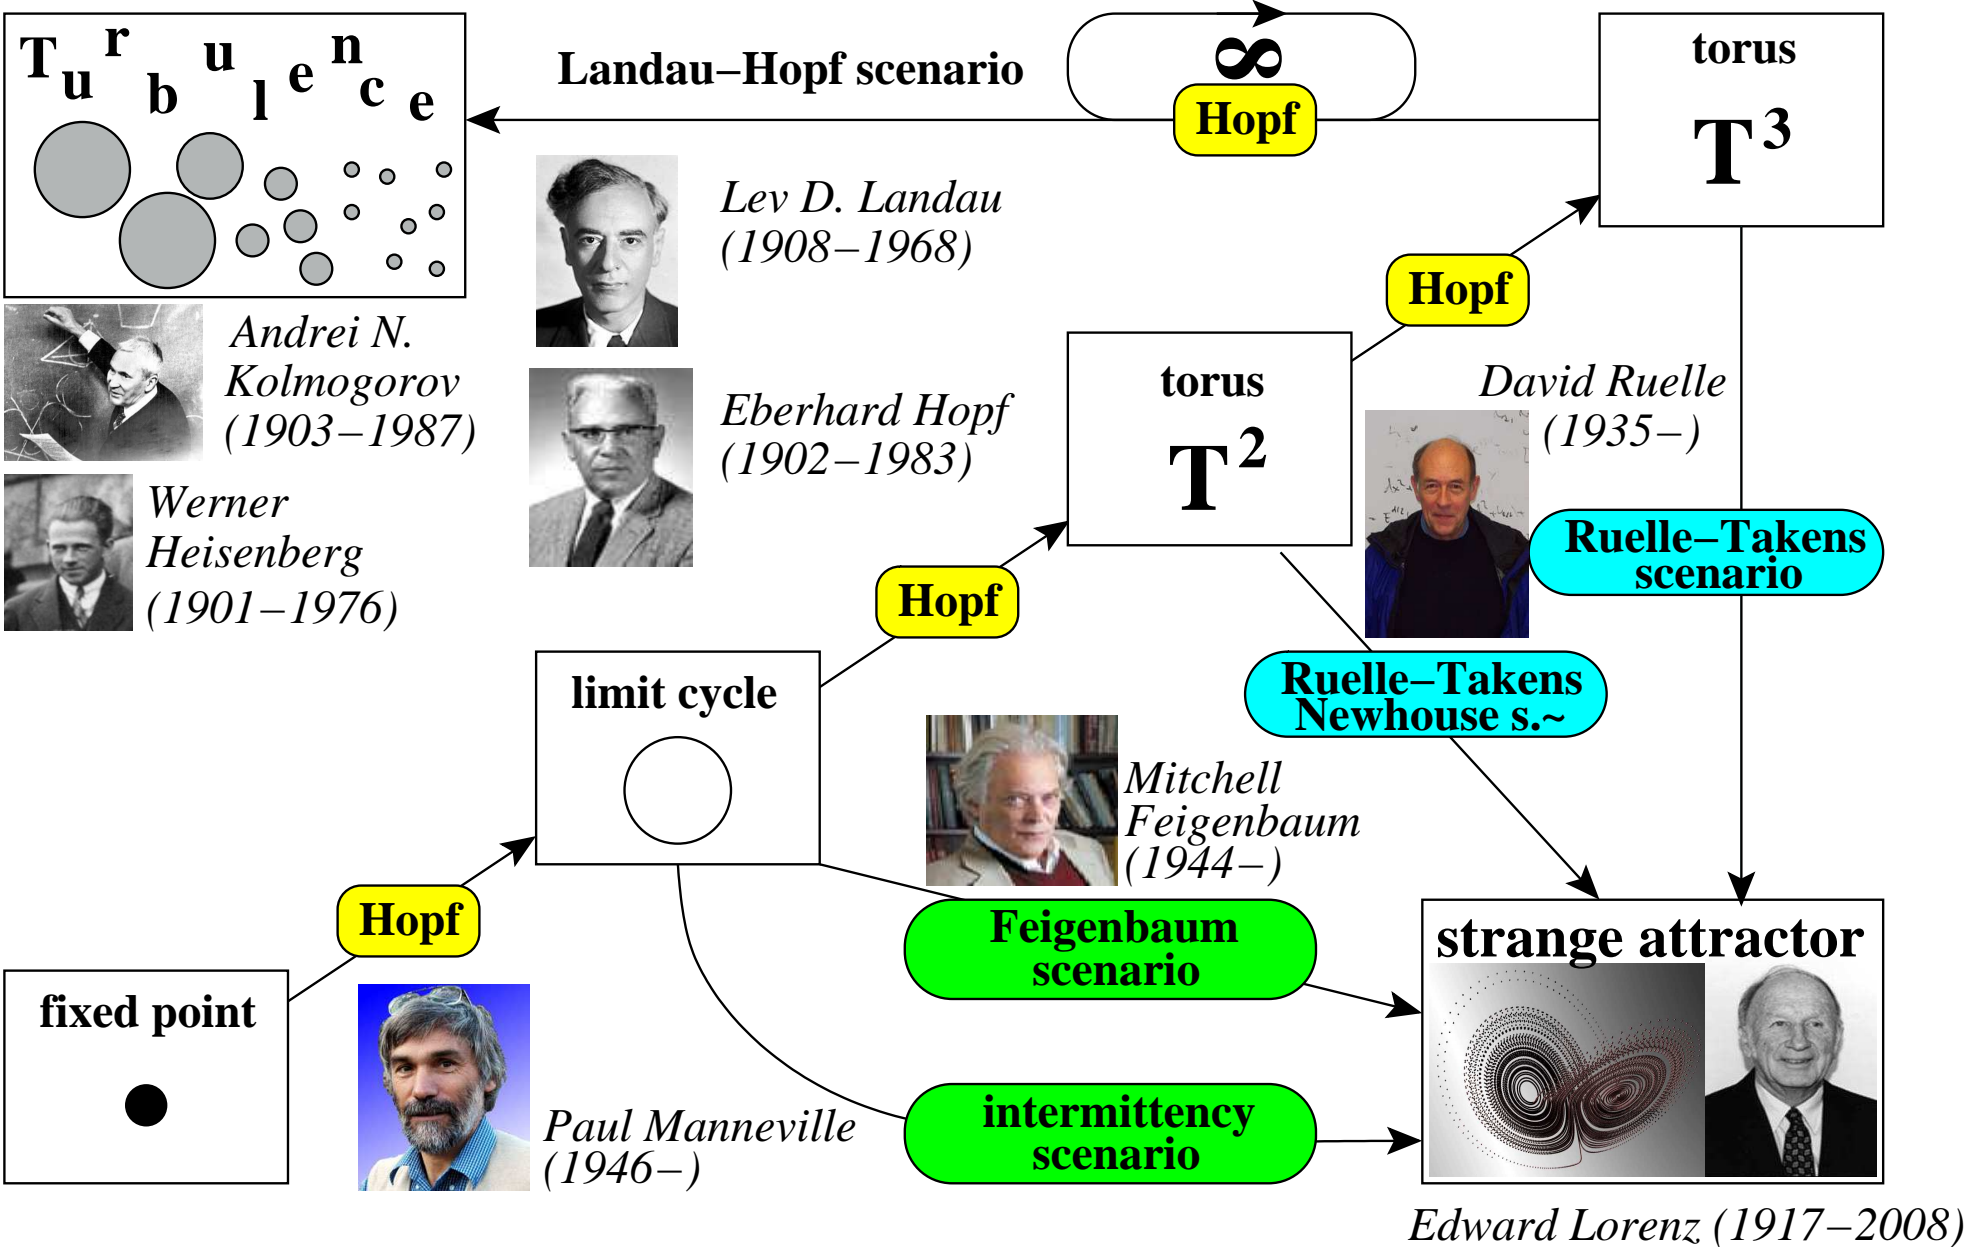 Turbulence
Landau–Hopf scenario
∞
Hopf
torus
T³
Lev D. Landau
(1908–1968)
Hopf
Andrei N.
Kolmogorov
(1903–1987)
Eberhard Hopf
(1902–1983)
torus
T²
David Ruelle
(1935–)
Werner
Heisenberg
(1901–1976)
Hopf
Ruelle–Takens
scenario
limit cycle
Ruelle–Takens
Newhouse s.~
Mitchell
Feigenbaum
(1944–)
Hopf
Feigenbaum
scenario
strange attractor
fixed point
Paul Manneville
(1946–)
intermittency
scenario
Edward Lorenz (1917–2008)